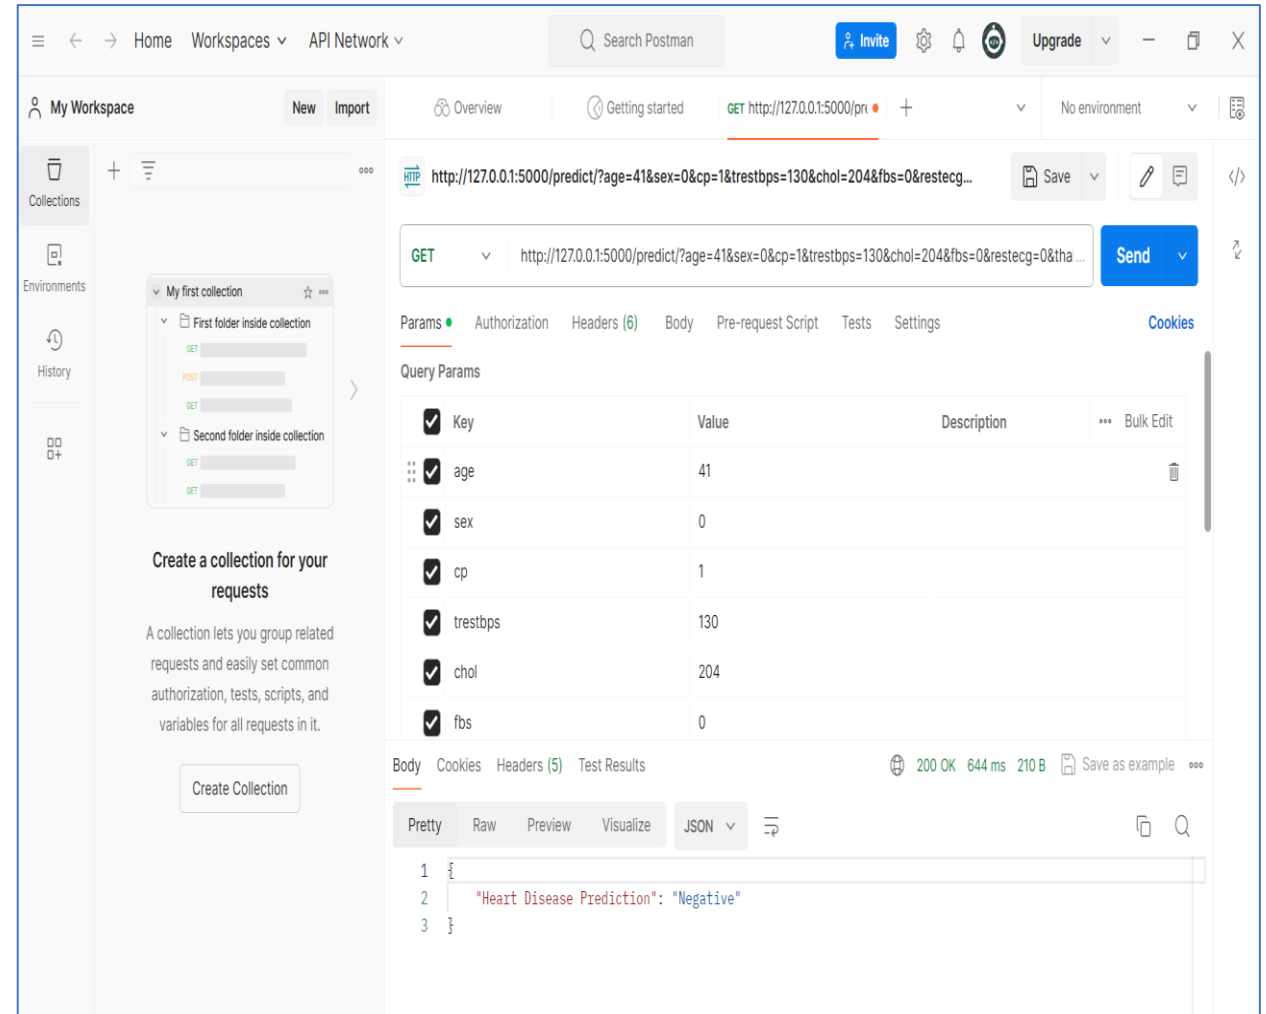 Home Workspaces API Network Search Postman Invite Upgrade
My Workspace New Import Overview Getting started GET http://127.0.0.1:5000/pre No environment
Collections
Environments
History
My first collection
First folder inside collection
GET
POST
GET
Second folder inside collection
GET
GET
Create a collection for your
requests
A collection lets you group related
requests and easily set common
authorization, tests, scripts, and
variables for all requests in it.
Create Collection
HTTP http://127.0.0.1:5000/predict/?age=41&sex=0&cp=1&trestbps=130&chol=204&fbs=0&restecg... Save
GET http://127.0.0.1:5000/predict/?age=41&sex=0&cp=1&trestbps=130&chol=204&fbs=0&restecg=0&tha... Send
Params Authorization Headers (6) Body Pre-request Script Tests Settings Cookies
Query Params
Key Value Description Bulk Edit
age 41
sex 0
cp 1
trestbps 130
chol 204
fbs 0
Body Cookies Headers (5) Test Results 200 OK 644 ms 210 B Save as example
Pretty Raw Preview Visualize JSON
1 {
2 "Heart Disease Prediction": "Negative"
3 }